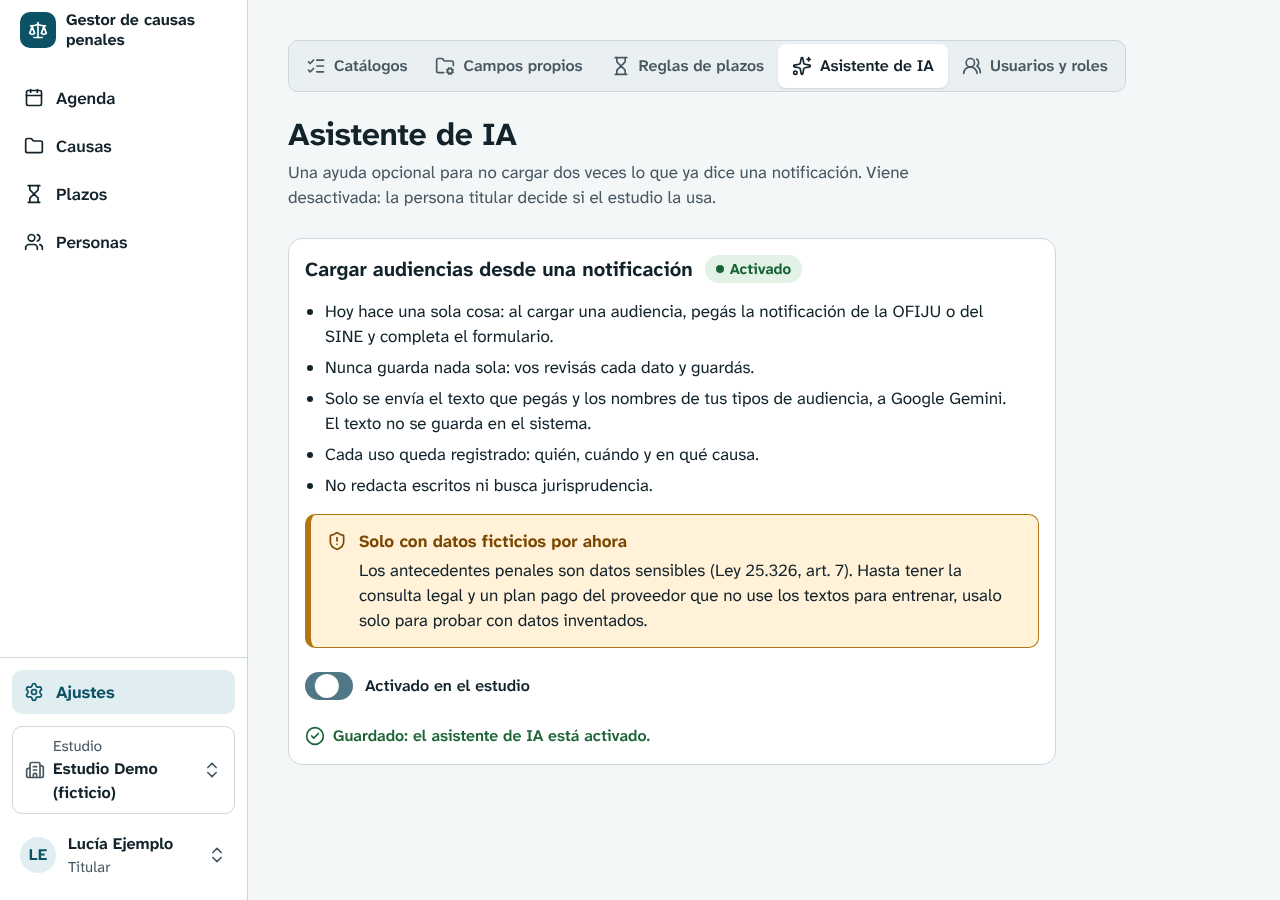 Gestor de causas
penales
Agenda
Causas
Plazos
Personas
Ajustes
Estudio
Estudio Demo
(ficticio)
LE
Lucía Ejemplo
Titular
Catálogos
Campos propios
Reglas de plazos
Asistente de IA
Usuarios y roles
Asistente de IA
Una ayuda opcional para no cargar dos veces lo que ya dice una notificación. Viene
desactivada: la persona titular decide si el estudio la usa.
Cargar audiencias desde una notificación
Activado
Hoy hace una sola cosa: al cargar una audiencia, pegás la notificación de la OFIJU o del
SINE y completa el formulario.
Nunca guarda nada sola: vos revisás cada dato y guardás.
Solo se envía el texto que pegás y los nombres de tus tipos de audiencia, a Google Gemini.
El texto no se guarda en el sistema.
Cada uso queda registrado: quién, cuándo y en qué causa.
No redacta escritos ni busca jurisprudencia.
Solo con datos ficticios por ahora
Los antecedentes penales son datos sensibles (Ley 25.326, art. 7). Hasta tener la
consulta legal y un plan pago del proveedor que no use los textos para entrenar, usalo
solo para probar con datos inventados.
Activado en el estudio
Guardado: el asistente de IA está activado.